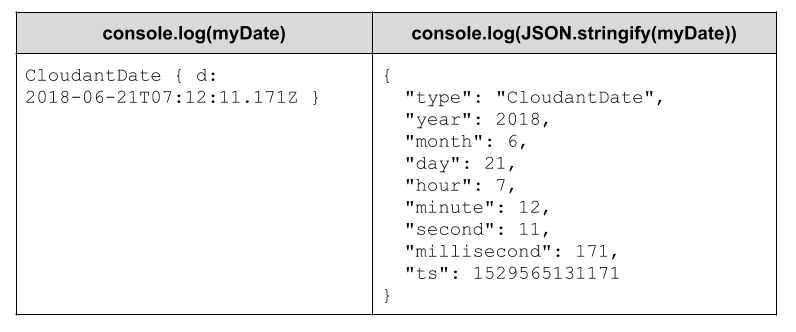 console.log(myDate)
console.log(JSON.stringify(myDate))
CloudantDate { d:
2018-06-21T07:12:11.171Z }
{
  "type": "CloudantDate",
  "year": 2018,
  "month": 6,
  "day": 21,
  "hour": 7,
  "minute": 12,
  "second": 11,
  "millisecond": 171,
  "ts": 1529565131171
}